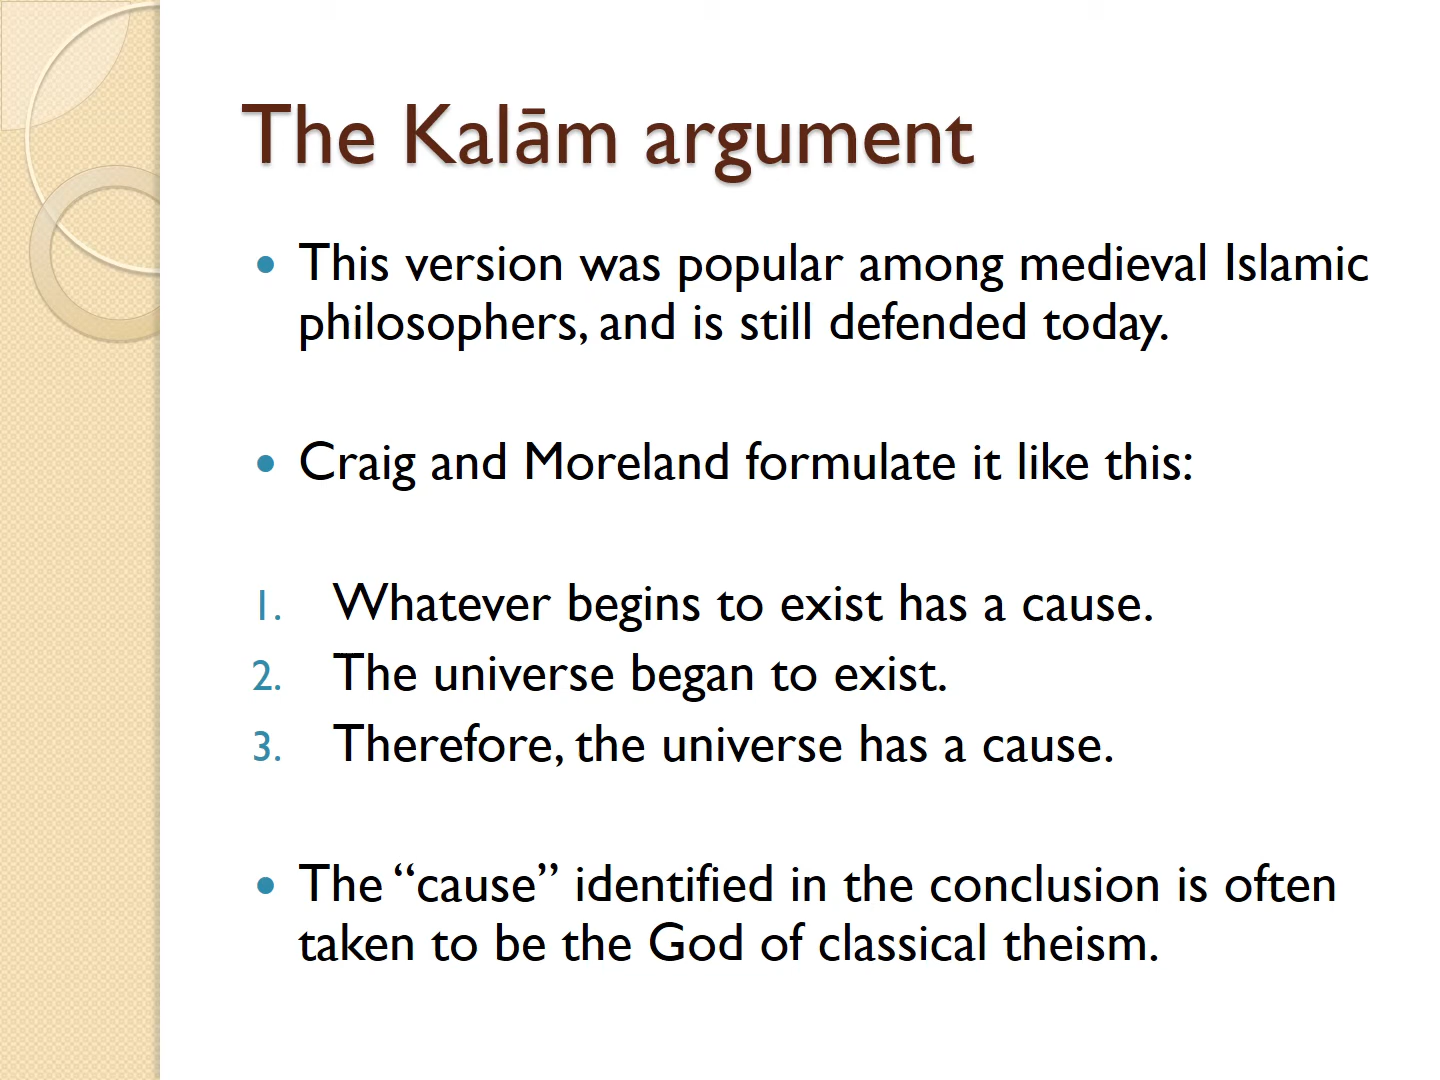 The Kalām argument
• This version was popular among medieval Islamic
philosophers, and is still defended today.
• Craig and Moreland formulate it like this:
1. Whatever begins to exist has a cause.
2. The universe began to exist.
3. Therefore, the universe has a cause.
• The “cause” identified in the conclusion is often
taken to be the God of classical theism.